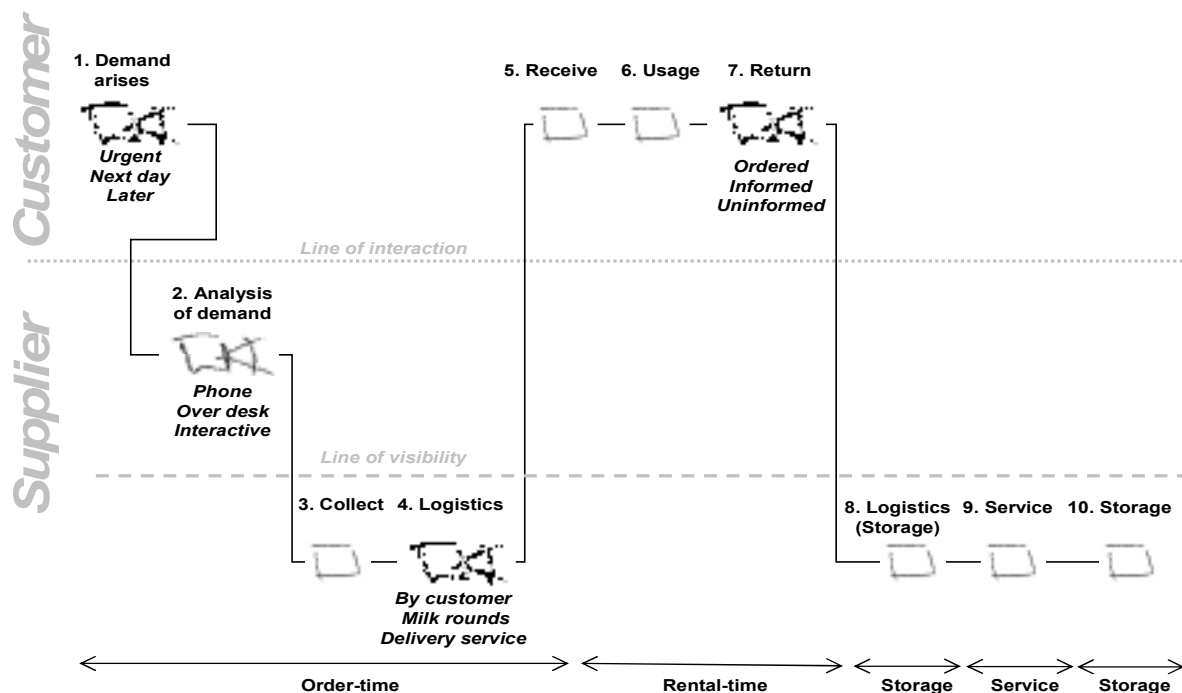 Customer
1. Demand
arises
Urgent
Next day
Later
5. Receive
6. Usage
7. Return
Ordered
Informed
Uninformed
Line of interaction
Supplier
2. Analysis
of demand
Phone
Over desk
Interactive
Line of visibility
3. Collect
4. Logistics
By customer
Milk rounds
Delivery service
8. Logistics
(Storage)
9. Service
10. Storage
Order-time
Rental-time
Storage
Service
Storage